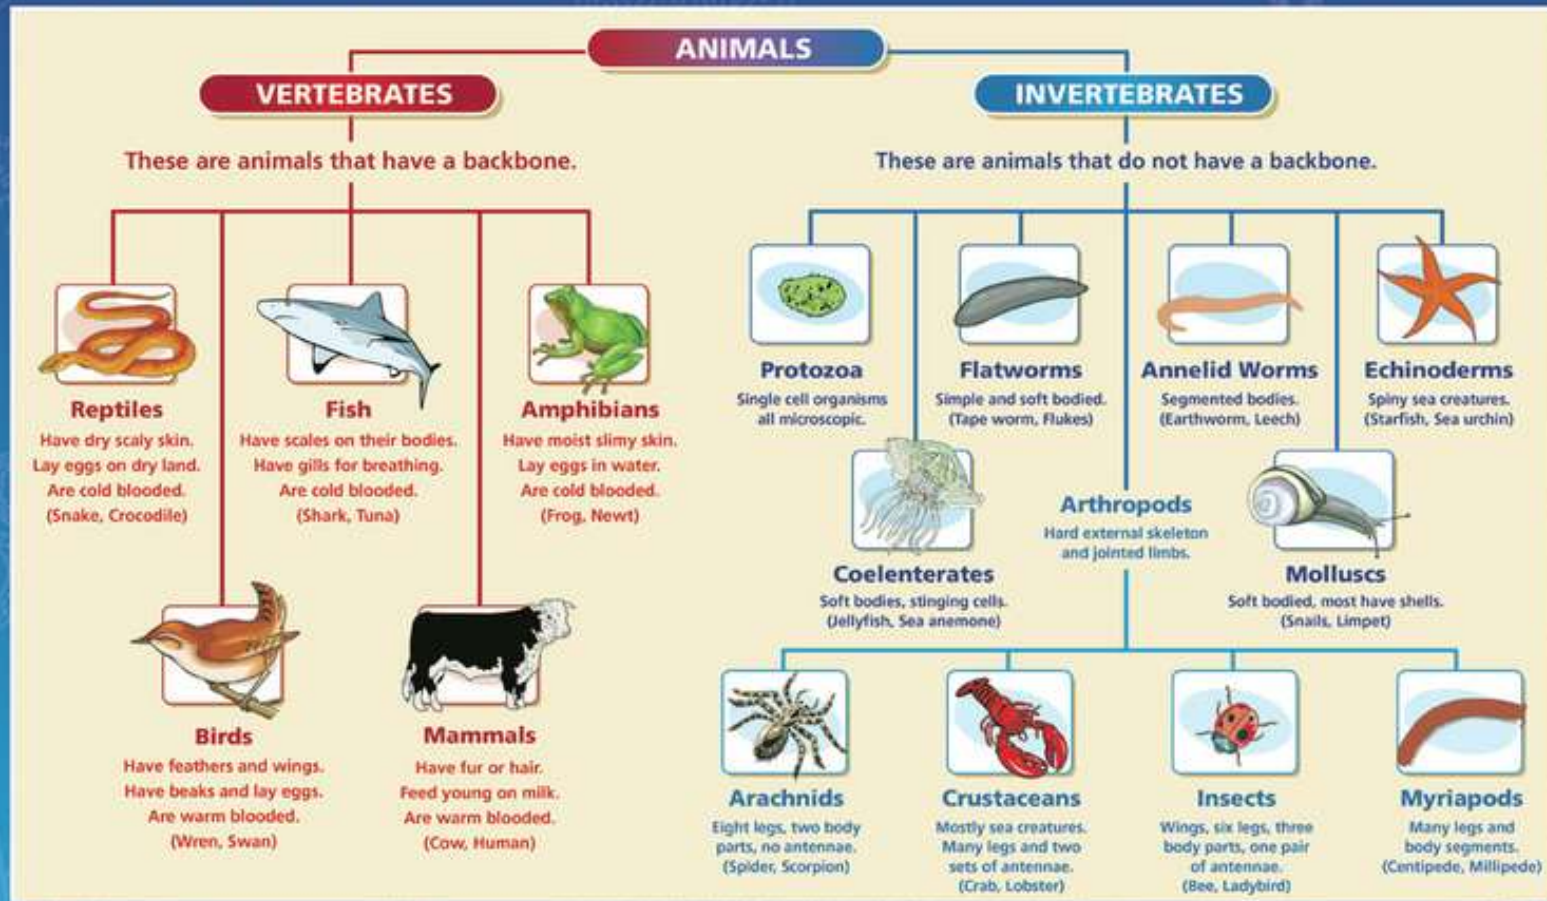 ANIMALS
VERTEBRATES
These are animals that have a backbone.
Reptiles
Have dry scaly skin.
Lay eggs on dry land.
Are cold blooded.
(Snake, Crocodile)
Fish
Have scales on their bodies.
Have gills for breathing.
Are cold blooded.
(Shark, Tuna)
Amphibians
Have moist slimy skin.
Lay eggs in water.
Are cold blooded.
(Frog, Newt)
Birds
Have feathers and wings.
Have beaks and lay eggs.
Are warm blooded.
(Wren, Swan)
Mammals
Have fur or hair.
Feed young on milk.
Are warm blooded.
(Cow, Human)
INVERTEBRATES
These are animals that do not have a backbone.
Protozoa
Single cell organisms
all microscopic.
Flatworms
Simple and soft bodied.
(Tape worm, Flukes)
Annelid Worms
Segmented bodies.
(Earthworm, Leech)
Echinoderms
Spiny sea creatures.
(Starfish, Sea urchin)
Coelenterates
Soft bodies, stinging cells.
(Jellyfish, Sea anemone)
Arthropods
Hard external skeleton
and jointed limbs.
Molluscs
Soft bodied, most have shells.
(Snails, Limpet)
Arachnids
Eight legs, two body
parts, no antennae.
(Spider, Scorpion)
Crustaceans
Mostly sea creatures.
Many legs and two
sets of antennae.
(Crab, Lobster)
Insects
Wings, six legs, three
body parts, one pair
of antennae.
(Bee, Ladybird)
Myriapods
Many legs and
body segments.
(Centipede, Millipede)